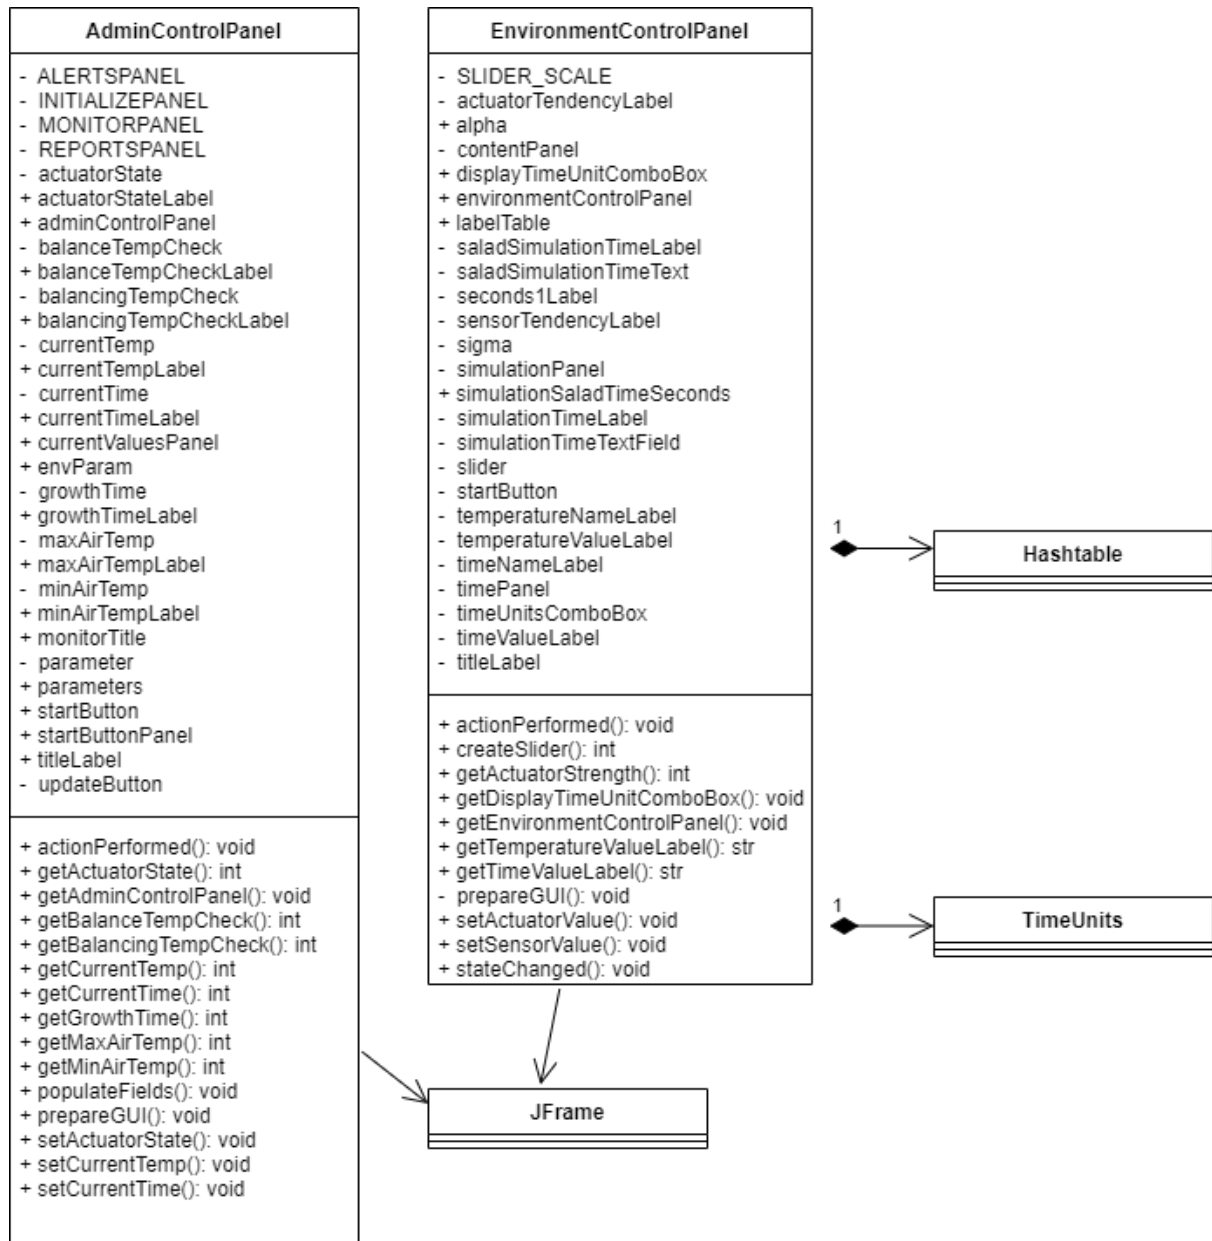 AdminControlPanel
- ALERTSPANEL
- INITIALIZEPANEL
- MONITORPANEL
- REPORTSPANEL
- actuatorState
+ actuatorStateLabel
+ adminControlPanel
- balanceTempCheck
+ balanceTempCheckLabel
- balancingTempCheck
+ balancingTempCheckLabel
- currentTemp
+ currentTempLabel
- currentTime
+ currentTimeLabel
+ currentValuesPanel
+ envParam
- growthTime
+ growthTimeLabel
- maxAirTemp
+ maxAirTempLabel
- minAirTemp
+ minAirTempLabel
+ monitorTitle
- parameter
+ parameters
+ startButton
+ startButtonPanel
+ titleLabel
- updateButton
+ actionPerformed(): void
+ getActuatorState(): int
+ getAdminControlPanel(): void
+ getBalanceTempCheck(): int
+ getBalancingTempCheck(): int
+ getCurrentTemp(): int
+ getCurrentTime(): int
+ getGrowthTime(): int
+ getMaxAirTemp(): int
+ getMinAirTemp(): int
+ populateFields(): void
+ prepareGUI(): void
+ setActuatorState(): void
+ setCurrentTemp(): void
+ setCurrentTime(): void
EnvironmentControlPanel
- SLIDER_SCALE
- actuatorTendencyLabel
+ alpha
- contentPanel
+ displayTimeUnitComboBox
+ environmentControlPanel
+ labelTable
- saladSimulationTimeLabel
- saladSimulationTimeText
- seconds1Label
- sensorTendencyLabel
- sigma
- simulationPanel
+ simulationSaladTimeSeconds
- simulationTimeLabel
- simulationTimeTextField
- slider
- startButton
- temperatureNameLabel
- temperatureValueLabel
- timeNameLabel
- timePanel
- timeUnitsComboBox
- timeValueLabel
- titleLabel
+ actionPerformed(): void
+ createSlider(): int
+ getActuatorStrength(): int
+ getDisplayTimeUnitComboBox(): void
+ getEnvironmentControlPanel(): void
+ getTemperatureValueLabel(): str
+ getTimeValueLabel(): str
- prepareGUI(): void
+ setActuatorValue(): void
+ setSensorValue(): void
+ stateChanged(): void
1
Hashtable
1
TimeUnits
JFrame